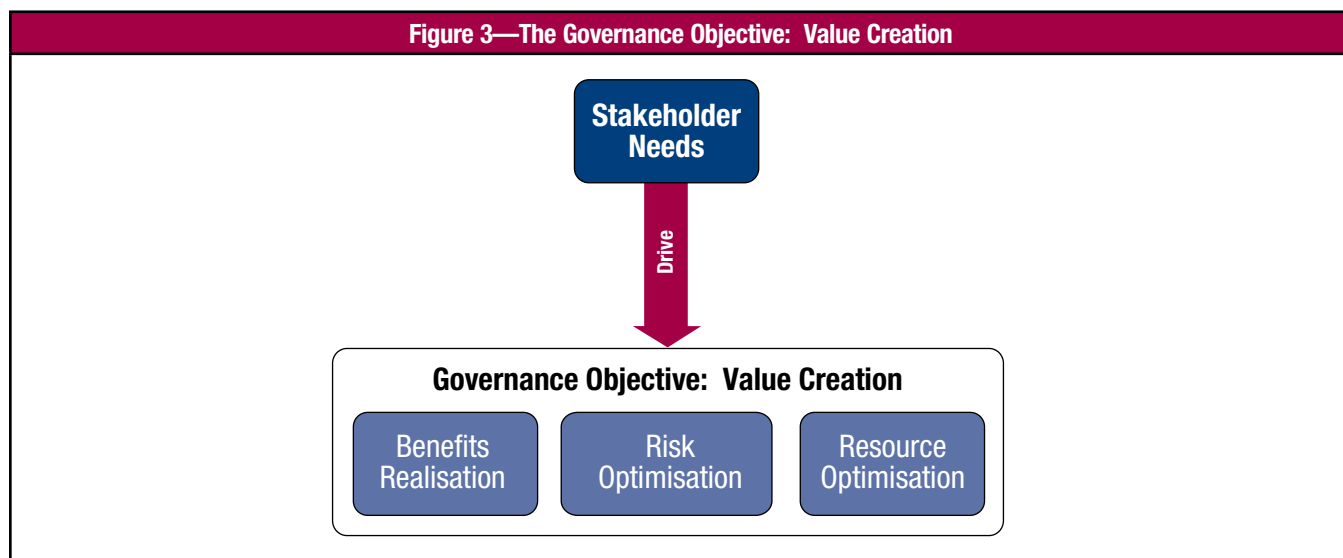 Figure 3—The Governance Objective: Value Creation
Stakeholder
Needs
Drive
Governance Objective: Value Creation
Benefits
Realisation
Risk
Optimisation
Resource
Optimisation